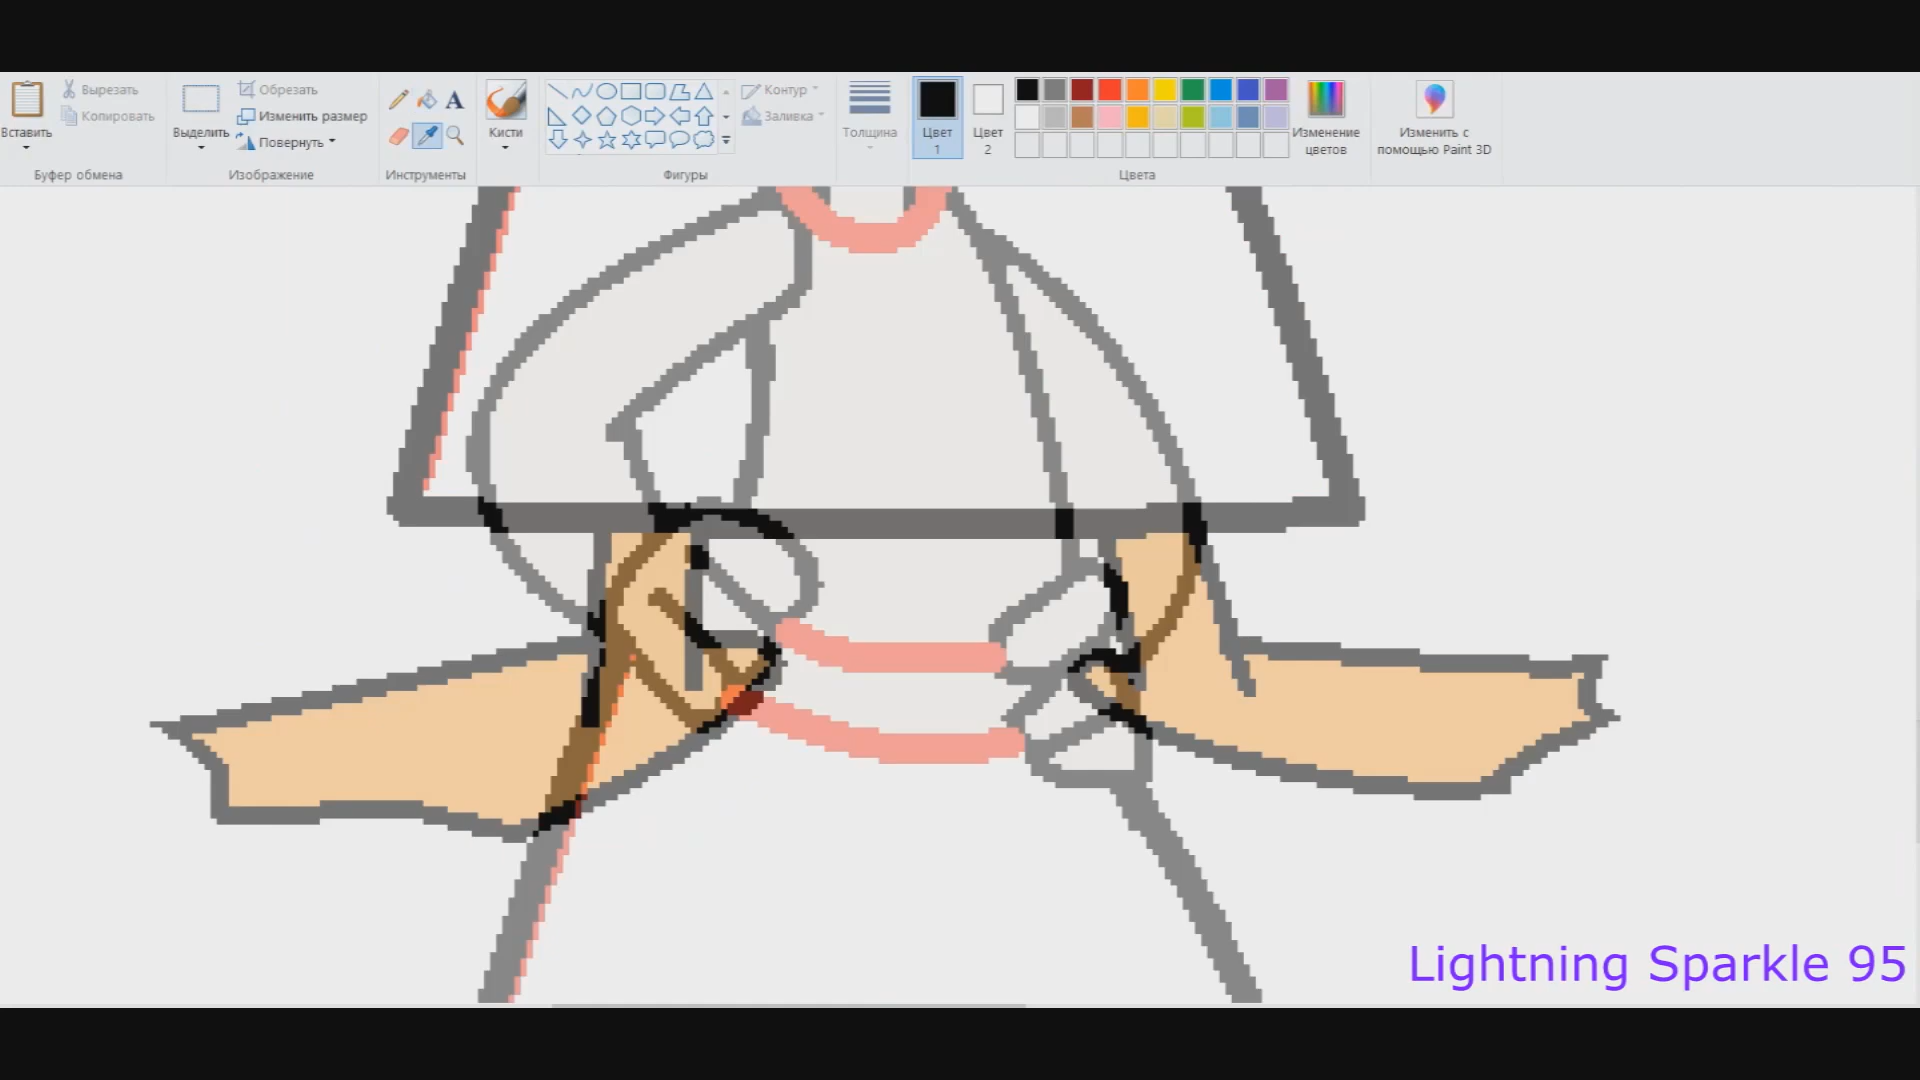 Вставить
Вырезать
Копировать
Буфер обмена
Выделить
Обрезать
Изменить размер
Повернуть
Изображение
A
Инструменты
Кисти
Контур
Заливка
Фигуры
Толщина
Цвет
1
Цвет
2
Цвета
Изменение
цветов
Изменить с
помощью Paint 3D
Lightning Sparkle 95